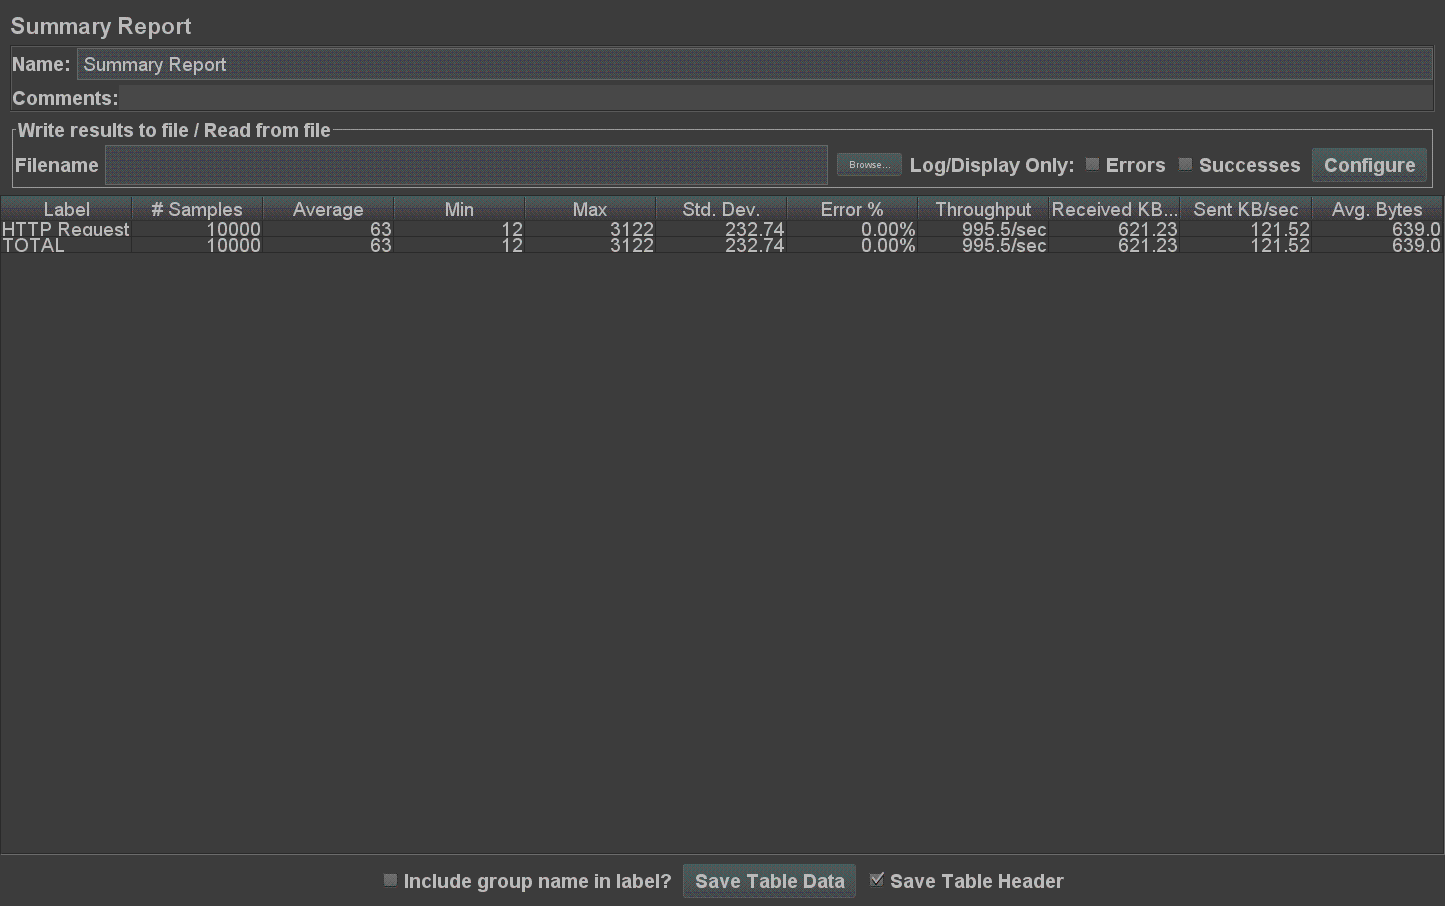 Summary Report
Name: Summary Report
Comments:
Write results to file / Read from file
Filename Browse... Log/Display Only: Errors Successes Configure
Label # Samples Average Min Max Std. Dev. Error % Throughput Received KB... Sent KB/sec Avg. Bytes
HTTP Request 10000 63 12 3122 232.74 0.00% 995.5/sec 621.23 121.52 639.0
TOTAL 10000 63 12 3122 232.74 0.00% 995.5/sec 621.23 121.52 639.0
Include group name in label? Save Table Data Save Table Header